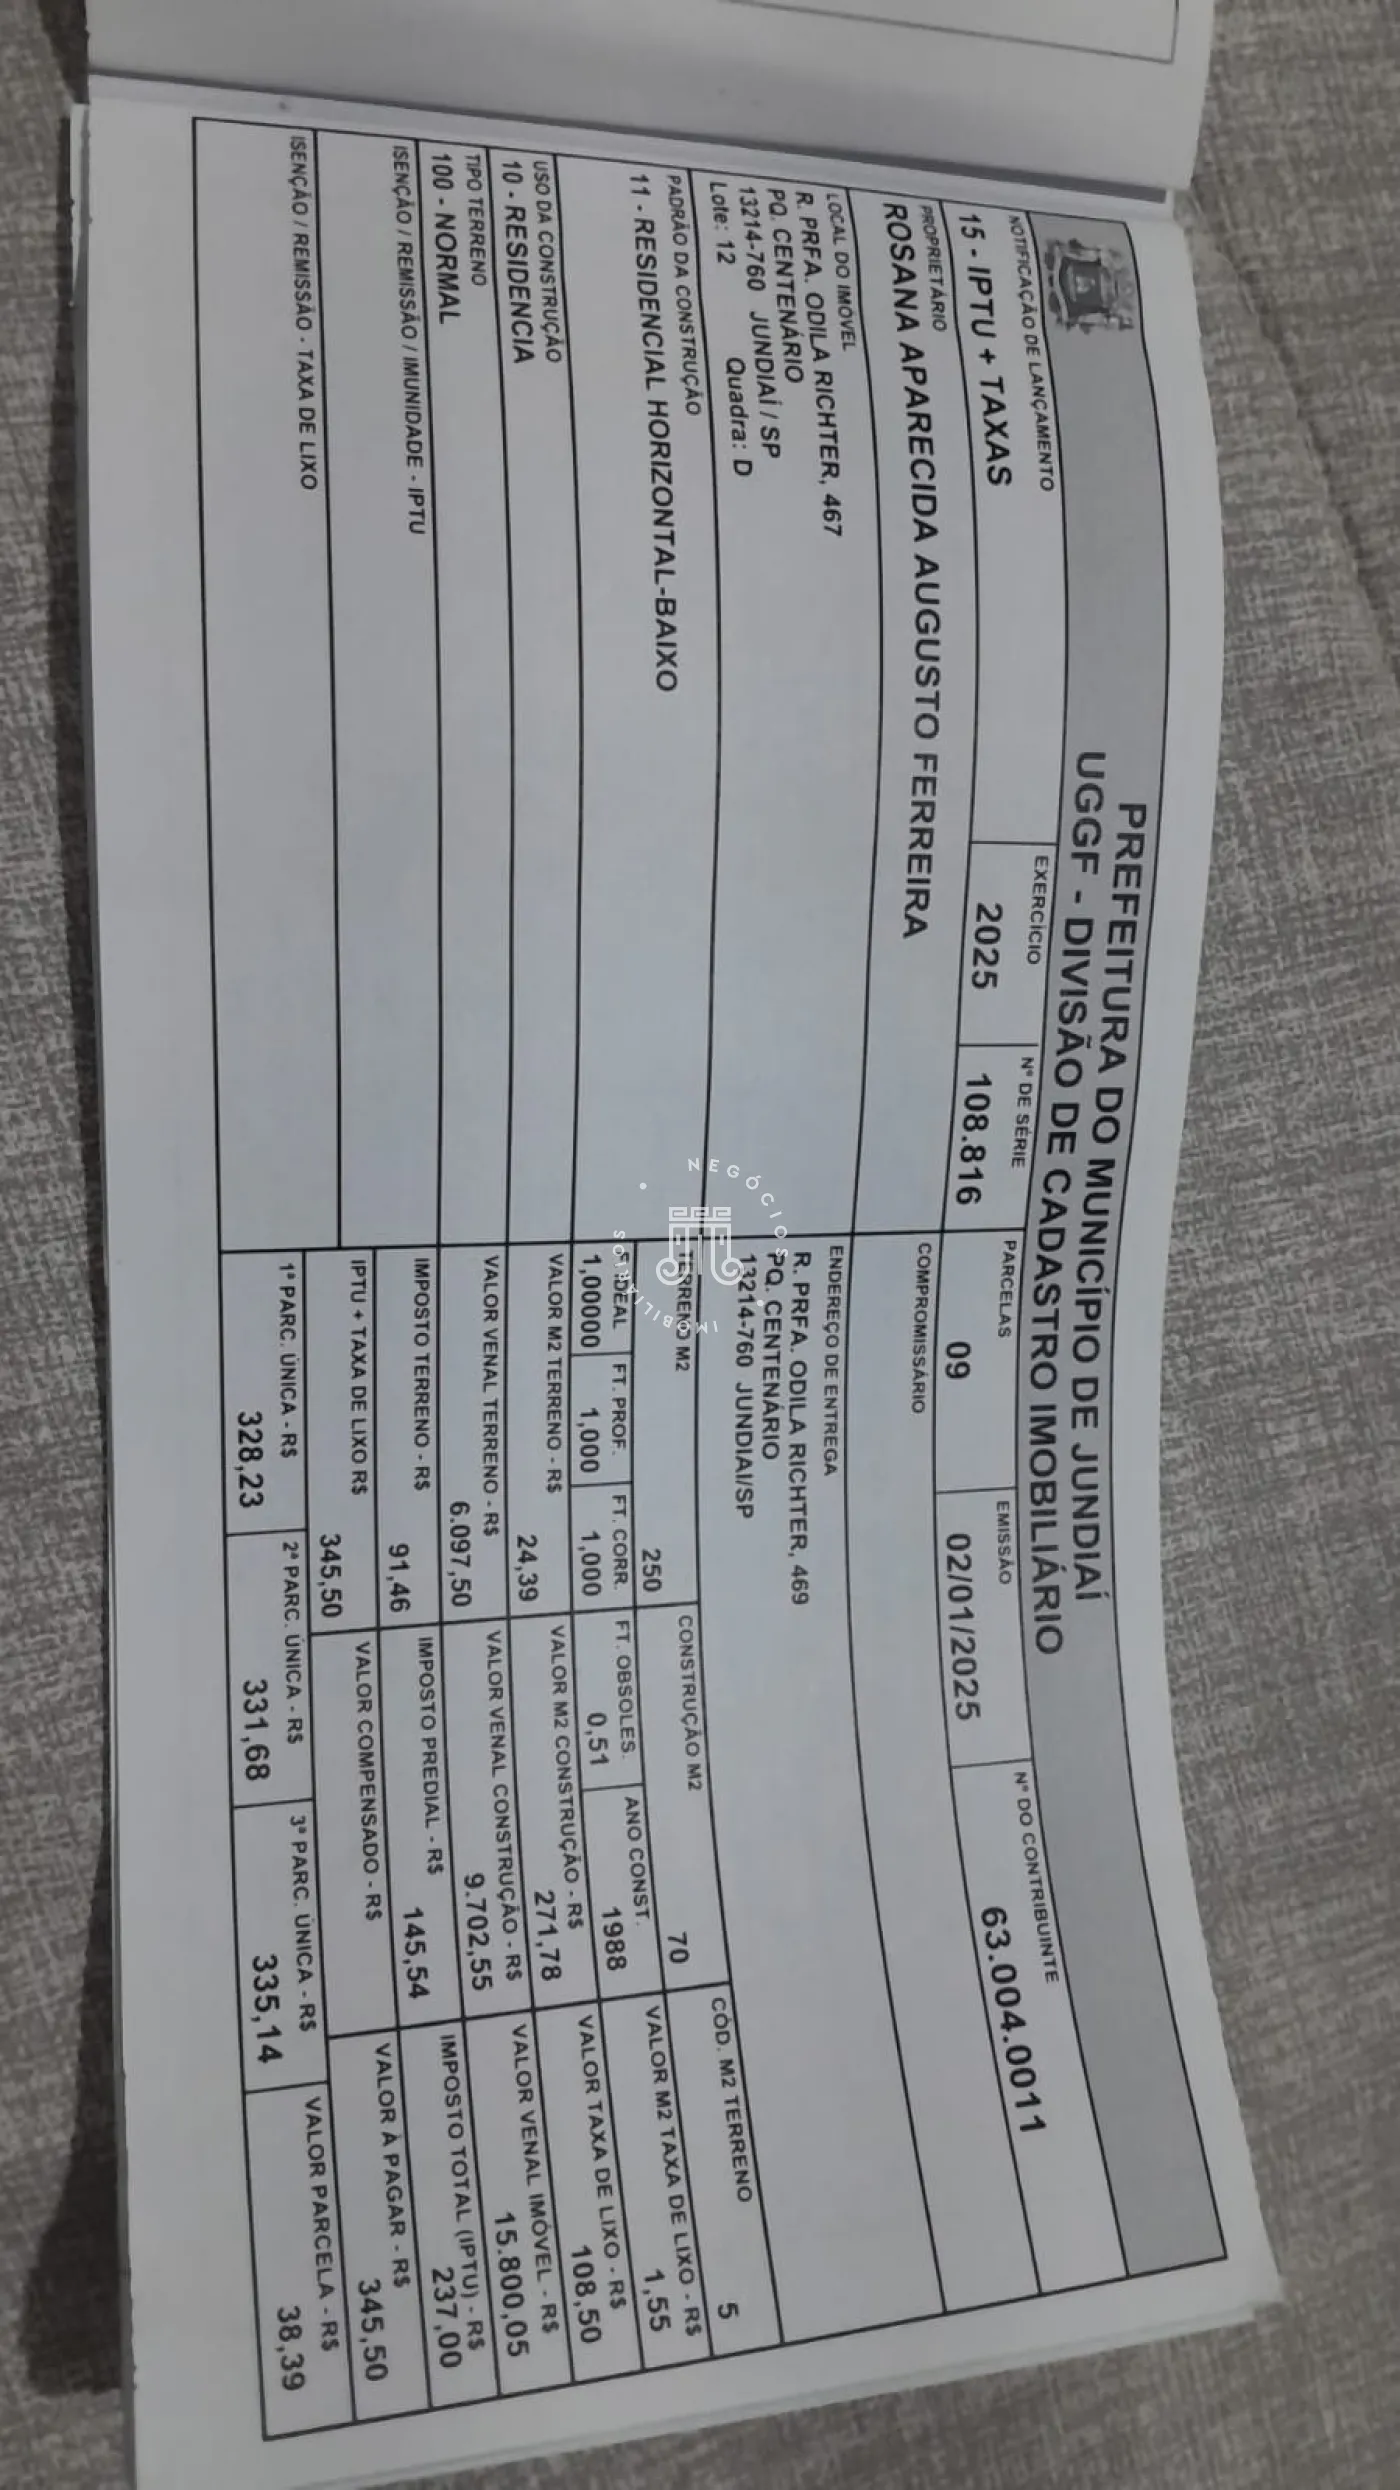 PREFEITURA DO MUNICÍPIO DE JUNDIAÍ
UGGF - DIVISÃO DE CADASTRO IMOBILIÁRIO
NOTIFICAÇÃO DE LANÇAMENTO
15 - IPTU + TAXAS
EXERCÍCIO
2025
Nº DE SÉRIE
108.816
PARCELAS
09
EMISSÃO
02/01/2025
Nº DO CONTRIBUINTE
63.004.0011
PROPRIETÁRIO
ROSANA APARECIDA AUGUSTO FERREIRA
COMPROMISSÁRIO
LOCAL DO IMÓVEL
R. PRFA. ODILA RICHTER, 467
PQ. CENTENÁRIO
13214-760 JUNDIAÍ / SP
Lote: 12 Quadra: D
ENDEREÇO DE ENTREGA
R. PRFA. ODILA RICHTER, 469
PQ. CENTENÁRIO
13214-760 JUNDIAI/SP
PADRÃO DA CONSTRUÇÃO
11 - RESIDENCIAL HORIZONTAL-BAIXO
TERRENO M2
250
CONSTRUÇÃO M2
70
CÓD. M2 TERRENO
5
IDEAL
1,00000
FT. PROF.
1,000
FT. CORR.
1,000
FT. OBSOLES.
0,51
ANO CONST.
1988
VALOR M2 TAXA DE LIXO - R$
1,55
USO DA CONSTRUÇÃO
10 - RESIDENCIA
VALOR M2 TERRENO - R$
24,39
VALOR M2 CONSTRUÇÃO - R$
271,78
VALOR TAXA DE LIXO - R$
108,50
TIPO TERRENO
100 - NORMAL
VALOR VENAL TERRENO - R$
6.097,50
VALOR VENAL CONSTRUÇÃO - R$
9.702,55
VALOR VENAL IMÓVEL - R$
15.800,05
ISENÇÃO / REMISSÃO / IMUNIDADE - IPTU
IMPOSTO TERRENO - R$
91,46
IMPOSTO PREDIAL - R$
145,54
IMPOSTO TOTAL (IPTU) - R$
237,00
IPTU + TAXA DE LIXO R$
345,50
VALOR COMPENSADO - R$
VALOR À PAGAR - R$
345,50
ISENÇÃO / REMISSÃO - TAXA DE LIXO
1ª PARC. ÚNICA - R$
328,23
2ª PARC. ÚNICA - R$
331,68
3ª PARC. ÚNICA - R$
335,14
VALOR PARCELA - R$
38,39
NEGÓCIOS
IMOBILIÁRIOS